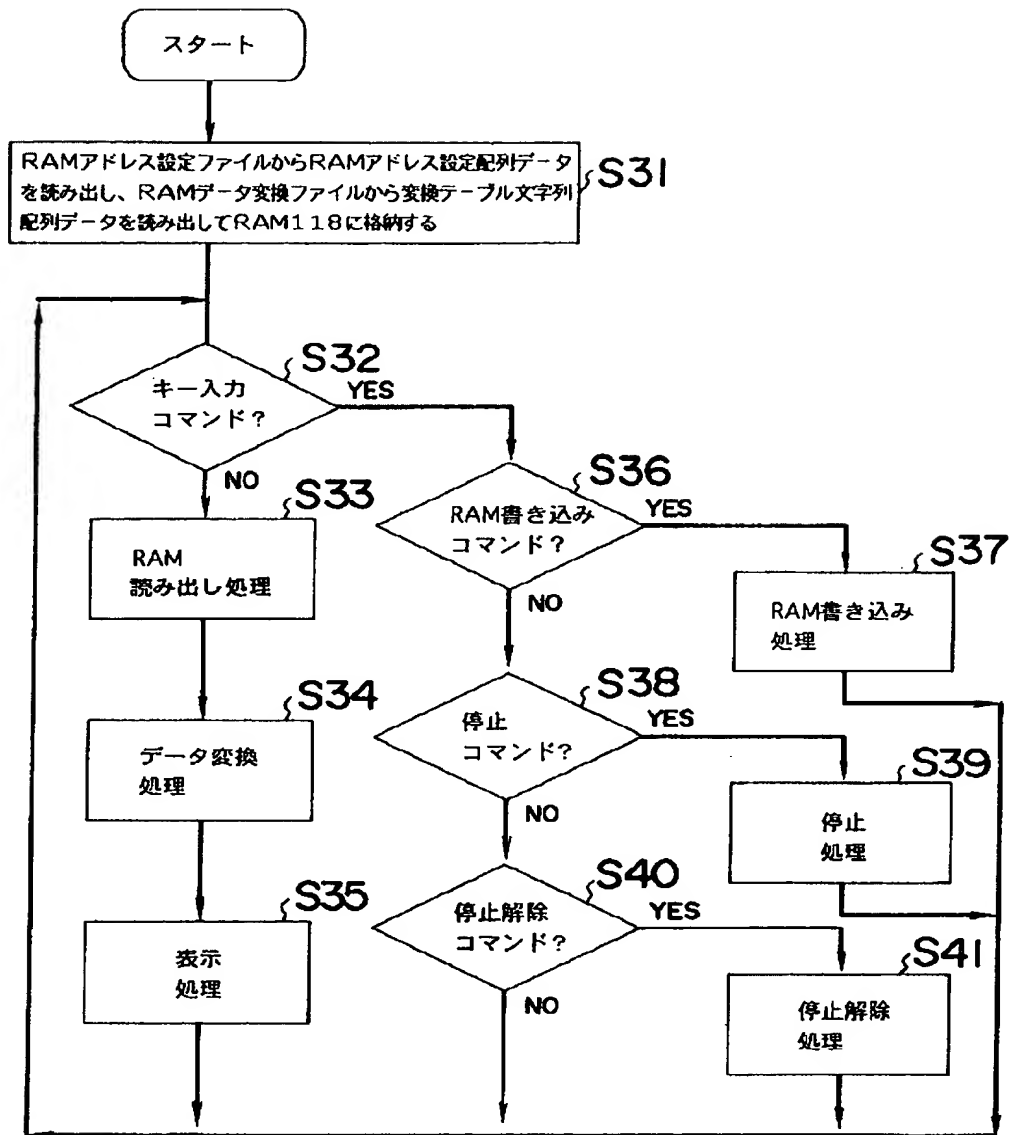 スタート
RAMアドレス設定ファイルからRAMアドレス設定配列データ
を読み出し、RAMデータ変換ファイルから変換テーブル文字列
配列データを読み出してRAM118に格納する
S31
S32
キー入力
コマンド?
YES
NO
S33
RAM
読み出し処理
S34
データ変換
処理
S35
表示
処理
S36
RAM書き込み
コマンド?
YES
NO
S37
RAM書き込み
処理
S38
停止
コマンド?
YES
NO
S39
停止
処理
S40
停止解除
コマンド?
YES
NO
S41
停止解除
処理